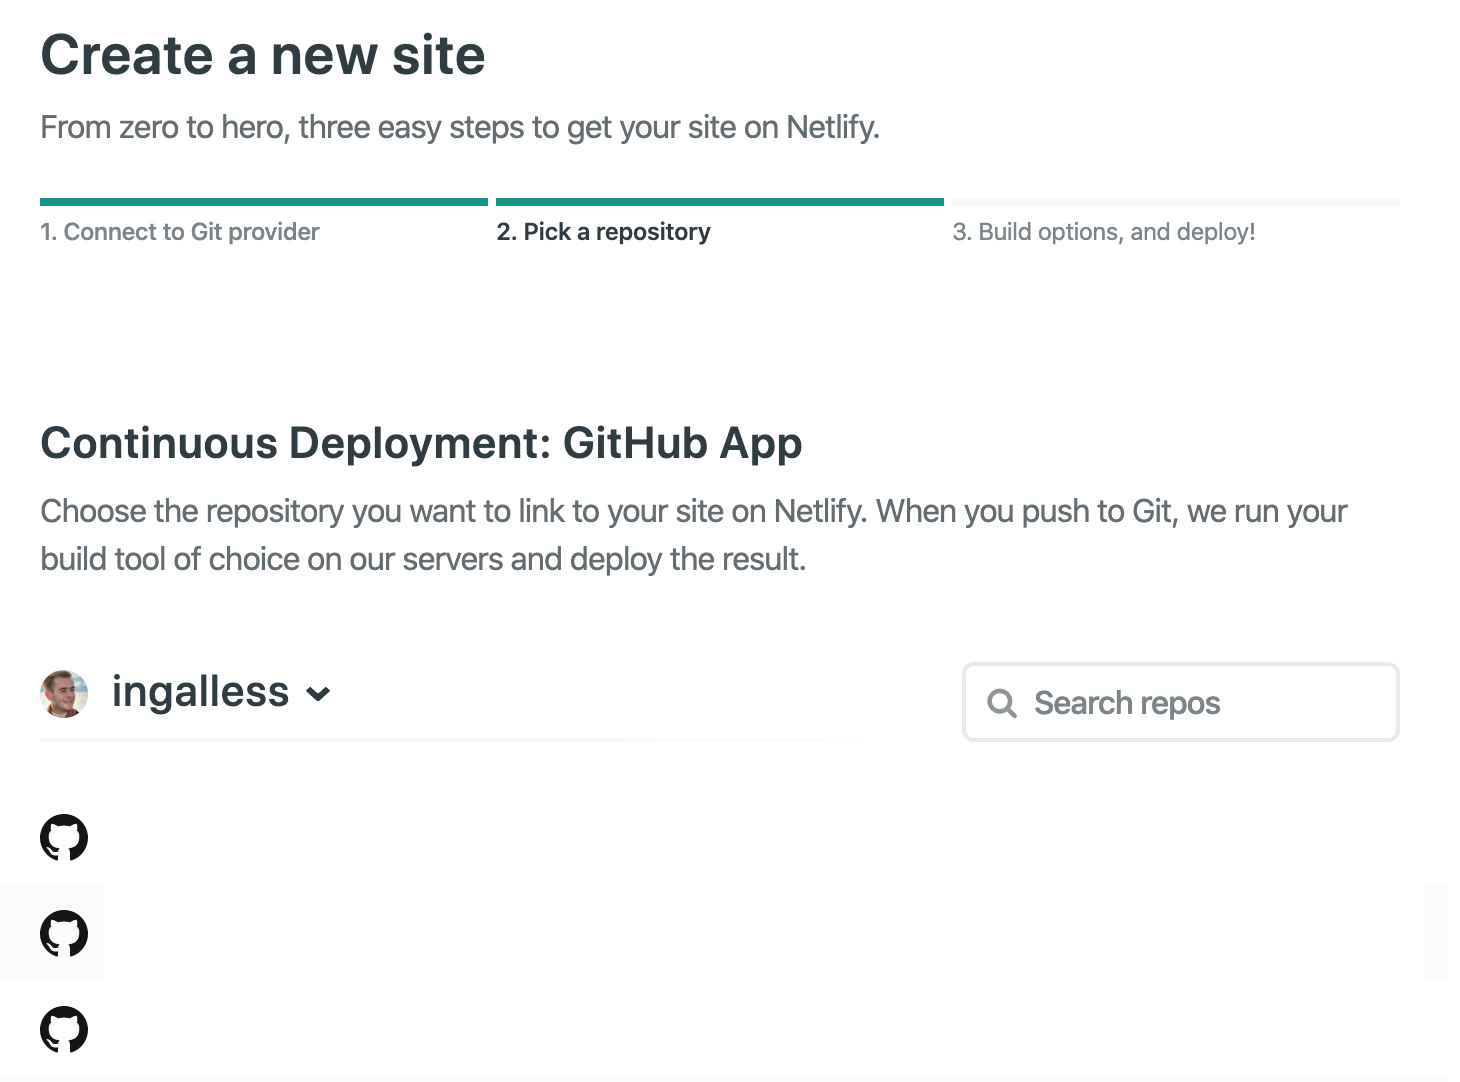 Create a new site
From zero to hero, three easy steps to get your site on Netlify.
1. Connect to Git provider
2. Pick a repository
3. Build options, and deploy!
Continuous Deployment: GitHub App
Choose the repository you want to link to your site on Netlify. When you push to Git, we run your
build tool of choice on our servers and deploy the result.
ingalless
Search repos